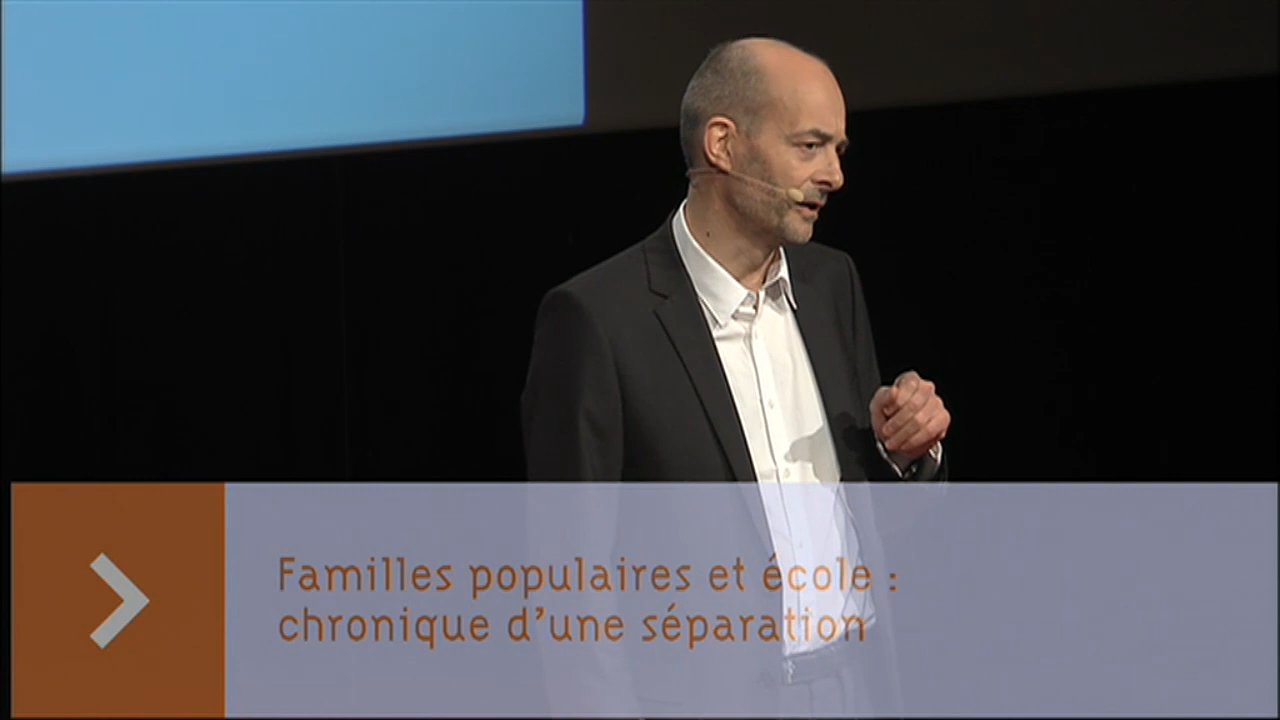 Familles populaires et école :
chronique d'une séparation